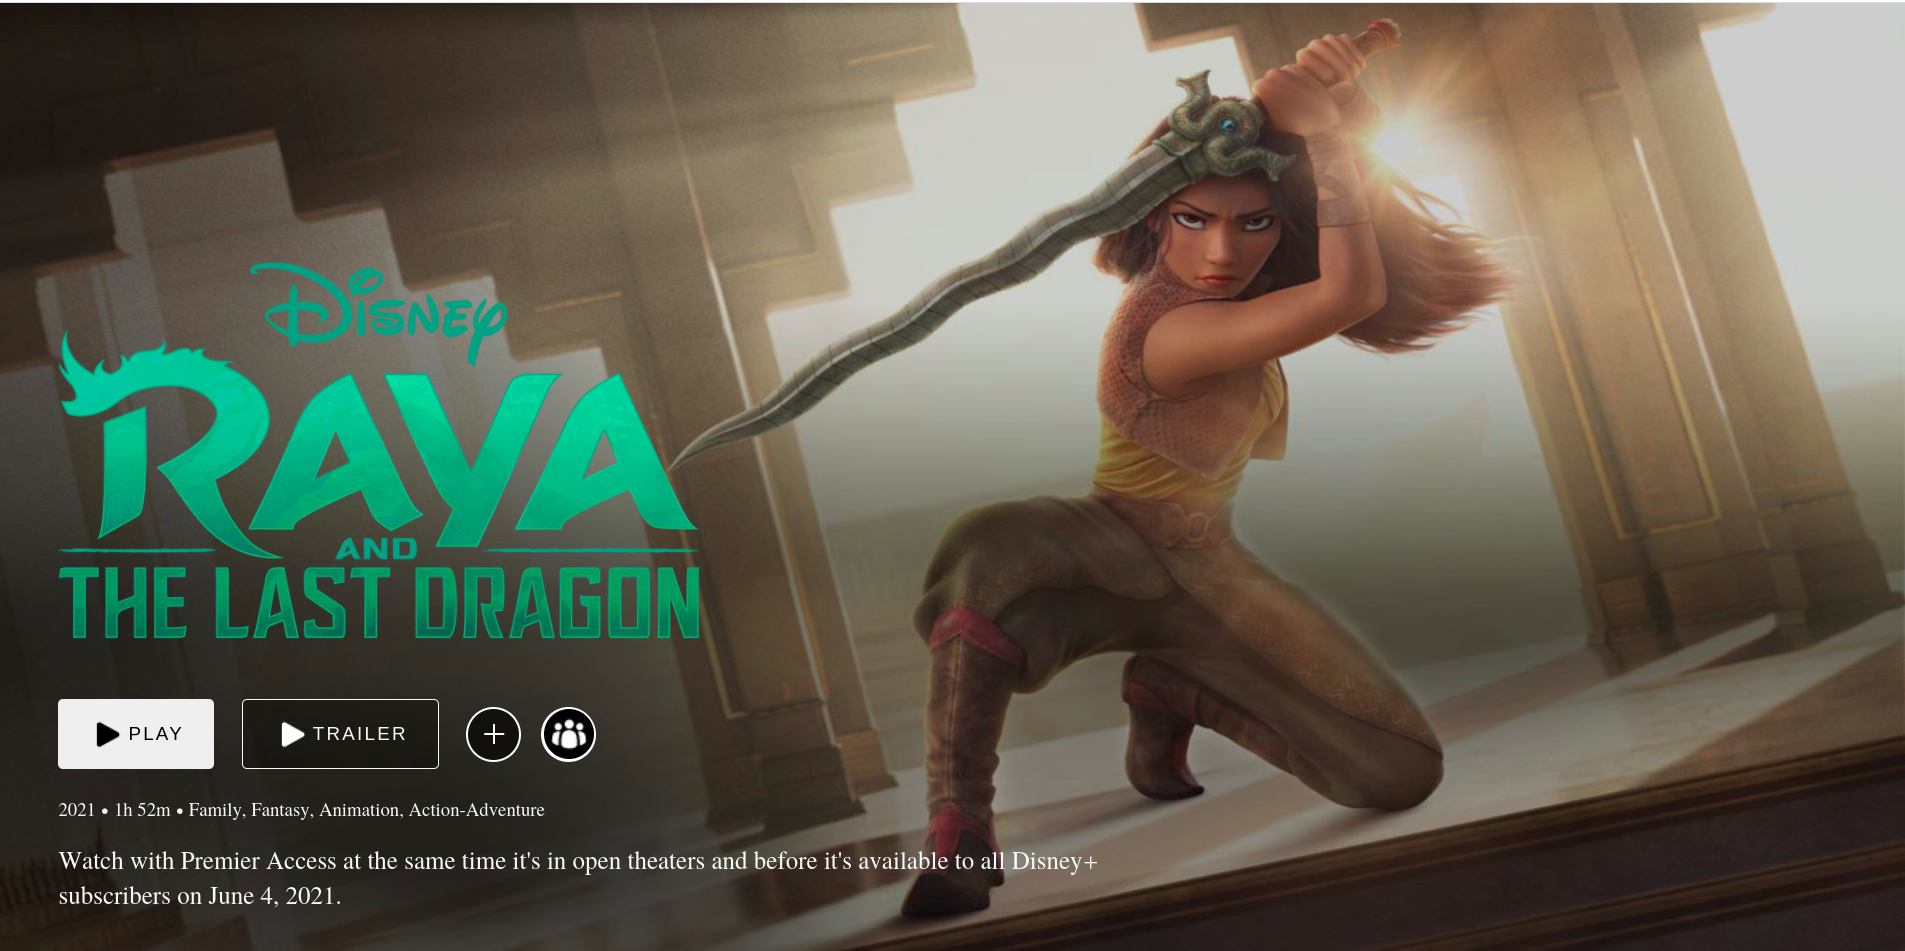 Disney
RAYA
AND
THE LAST DRAGON
PLAY TRAILER
2021 • 1h 52m • Family, Fantasy, Animation, Action-Adventure
Watch with Premier Access at the same time it's in open theaters and before it's available to all Disney+
subscribers on June 4, 2021.